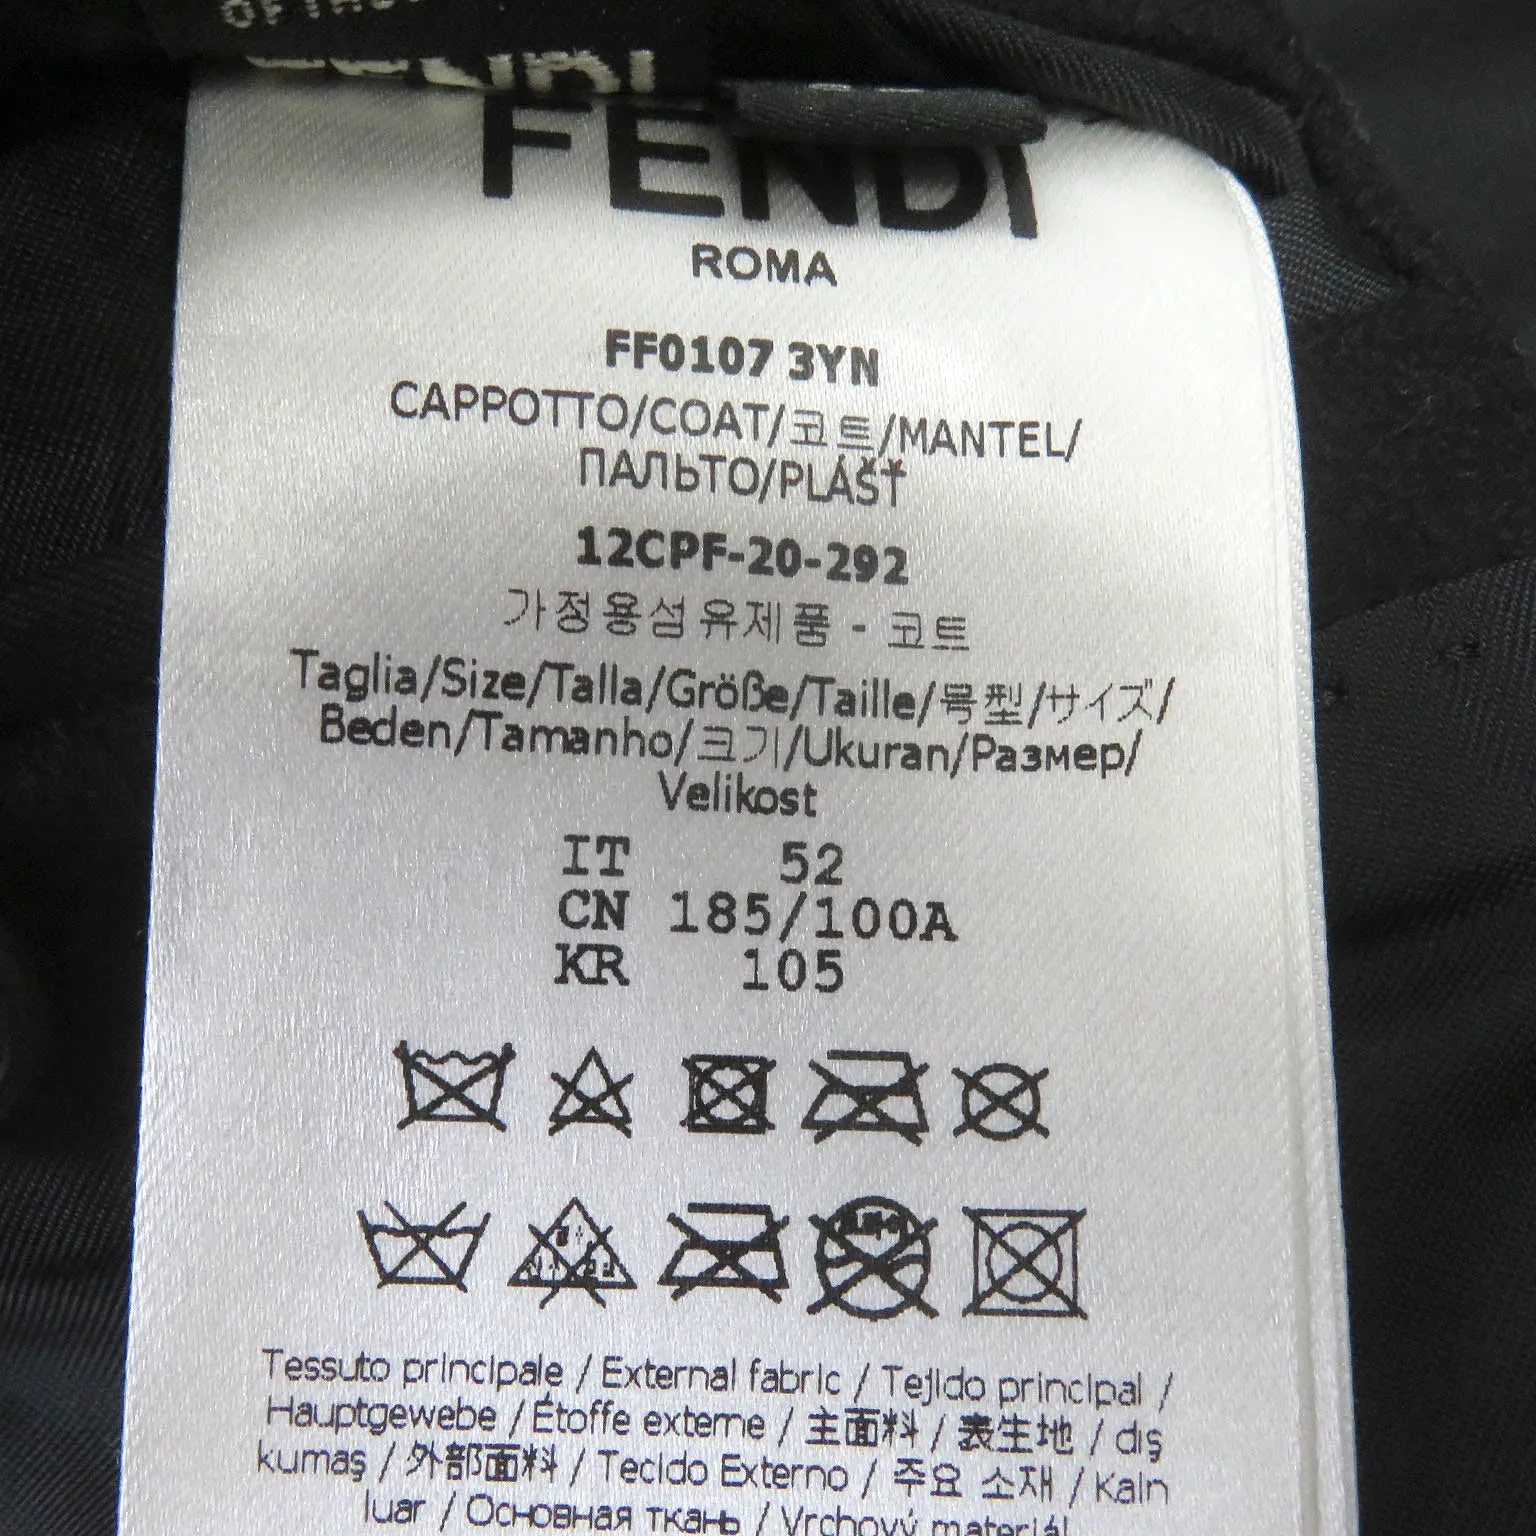 FENDI
ROMA
FF0107 3YN
CAPPOTTO/COAT/코트/MANTEL/
ПАЛЬТО/PLÁŠŤ
12CPF-20-292
가정용섬유제품 - 코트
Taglia/Size/Talla/Größe/Taille/号型/サイズ/
Beden/Tamanho/크기/Ukuran/Размер/
Velikost
IT 52
CN 185/100A
KR 105
Tessuto principale / External fabric / Tejido principal /
Hauptgewebe / Étoffe externe / 主面料 / 表生地 / dış
kumaş / 外部面料 / Tecido Externo / 주요 소재 / Kain
luar / Основная ткань / Vrchový materiál